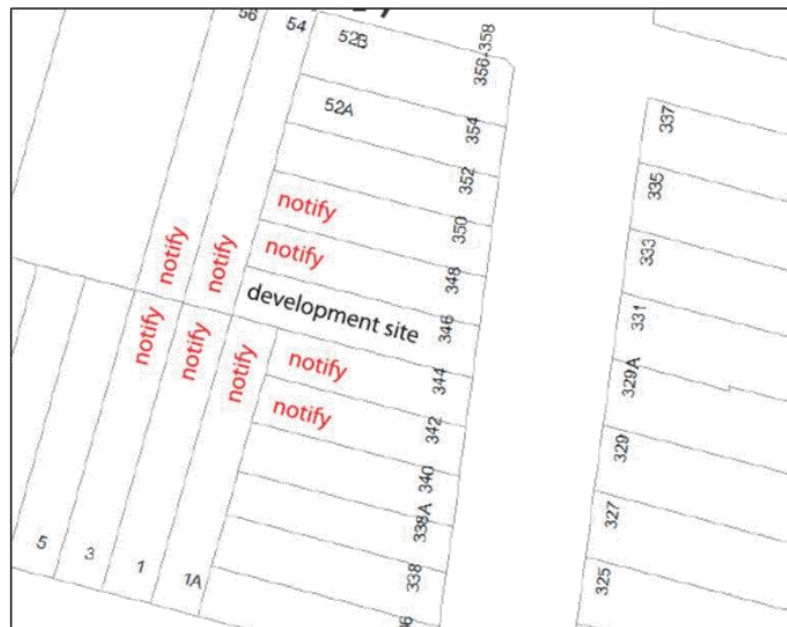 56
54
52B
356-358
52A
354
337
352
335
notify
350
notify
notify
333
notify
348
development site
346
331
notify
notify
notify
notify
344
329A
notify
342
329
340
338A
327
5
3
1
1A
338
325